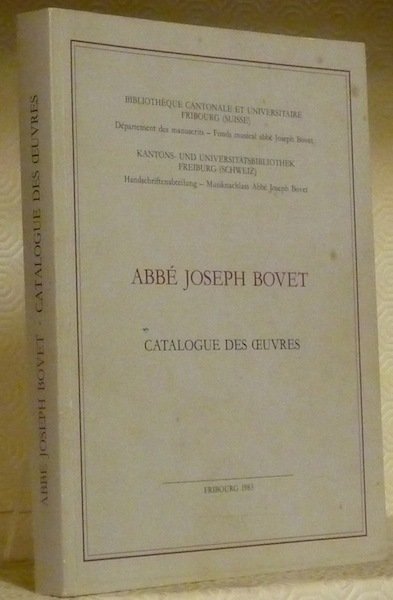 BIBLIOTHÈQUE CANTONALE ET UNIVERSITAIRE
FRIBOURG (SUISSE)
Département des manuscrits – Fonds musical abbé Joseph Bovet
KANTONS- UND UNIVERSITÄTSBIBLIOTHEK
FREIBURG (SCHWEIZ)
Handschriftenabteilung – Musiknachlass Abbé Joseph Bovet
ABBÉ JOSEPH BOVET
CATALOGUE DES ŒUVRES
FRIBOURG 1983
ABBÉ JOSEPH BOVET - CATALOGUE DES ŒUVRES